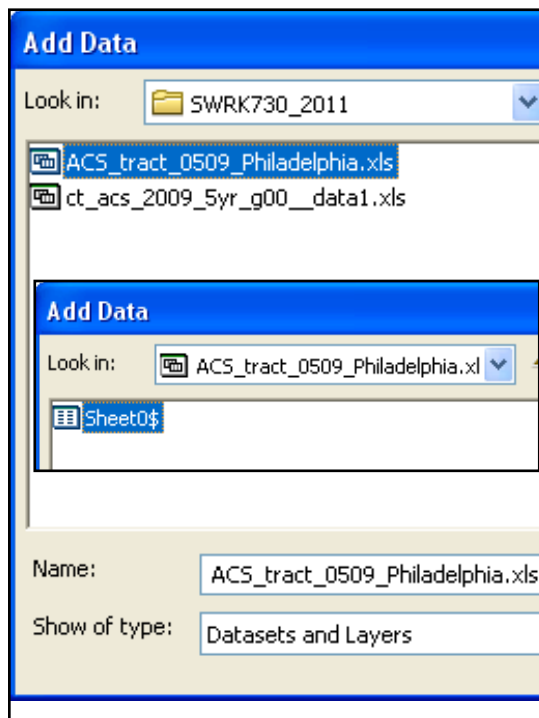 Add Data
Look in: SWRK730_2011
ACS_tract_0509_Philadelphia.xls
ct_acs_2009_5yr_g00__data1.xls
Add Data
Look in: ACS_tract_0509_Philadelphia.xl
Sheet0$
Name: ACS_tract_0509_Philadelphia.xls
Show of type: Datasets and Layers